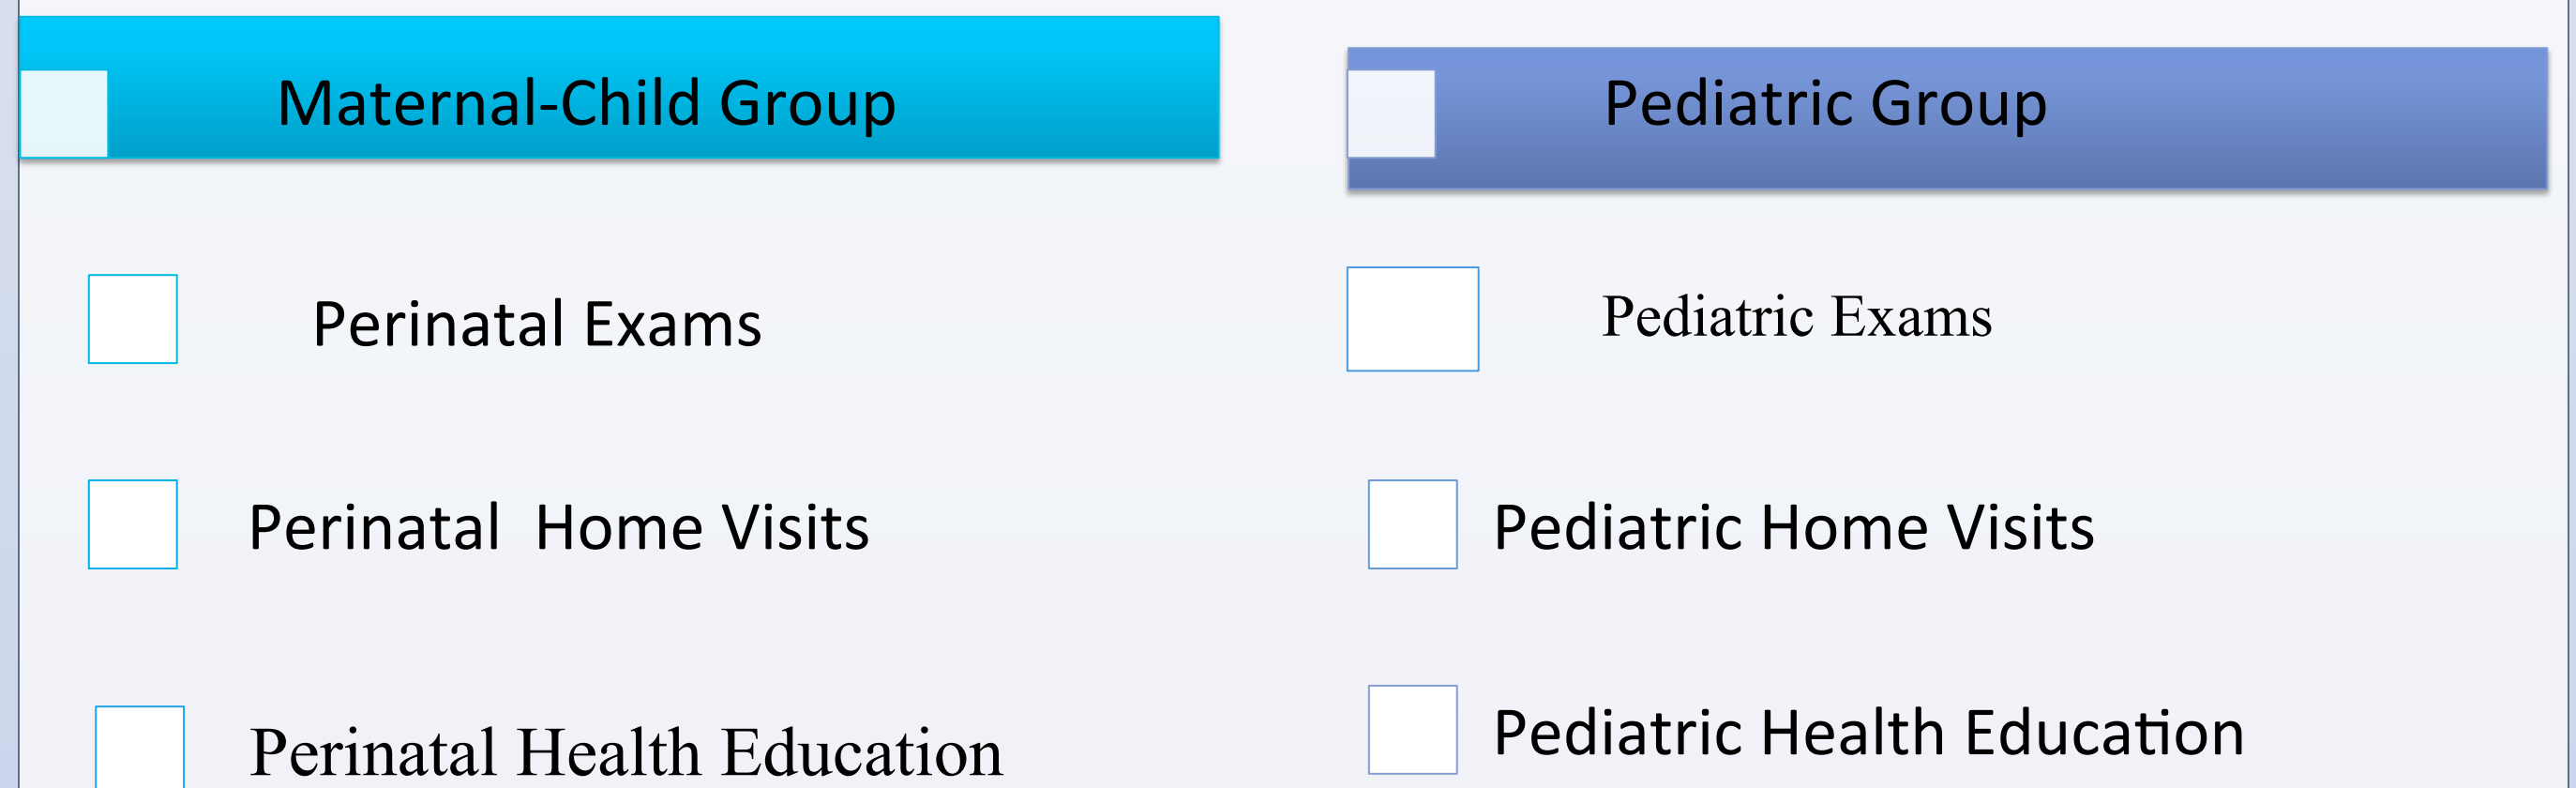 Maternal-Child Group
Perinatal Exams
Perinatal  Home Visits
Perinatal Health Education
Pediatric Group
Pediatric Exams
Pediatric Home Visits
Pediatric Health Education